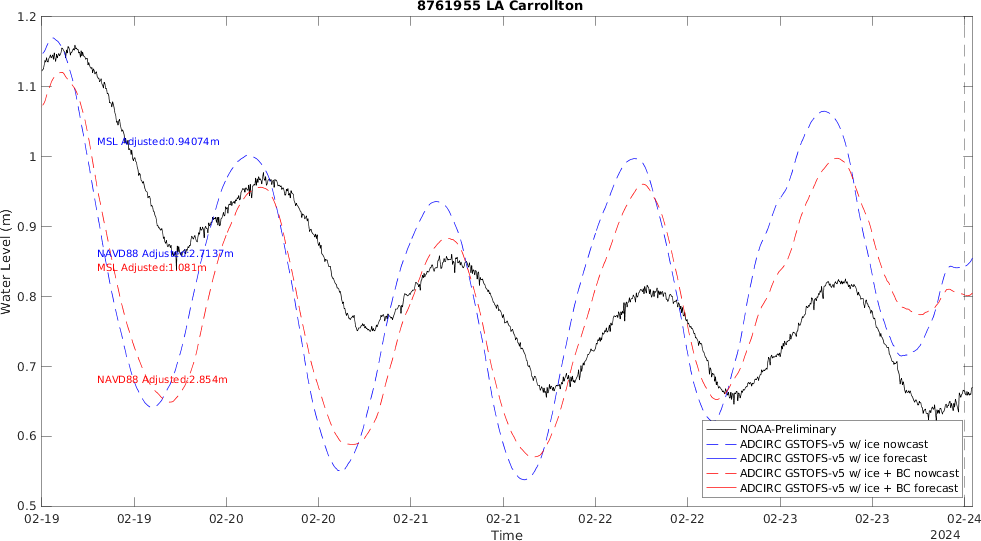 8761955 LA Carrollton
1.2
1.1
1
0.9
0.8
0.7
0.6
0.5
Water Level (m)
MSL Adjusted:0.94074m
NAVD88 Adjusted:2.7137m
MSL Adjusted:1.081m
NAVD88 Adjusted:2.854m
NOAA-Preliminary
ADCIRC GSTOFS-v5 w/ ice nowcast
ADCIRC GSTOFS-v5 w/ ice forecast
ADCIRC GSTOFS-v5 w/ ice + BC nowcast
ADCIRC GSTOFS-v5 w/ ice + BC forecast
02-19 02-19 02-20 02-20 02-21 02-21 02-22 02-22 02-23 02-23 02-24
2024
Time